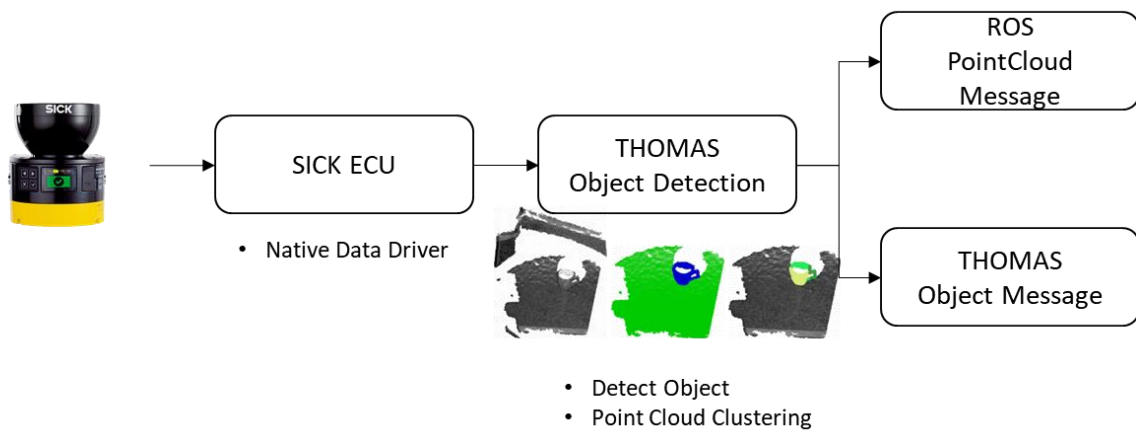 SICK
SICK ECU
• Native Data Driver
THOMAS
Object Detection
• Detect Object
• Point Cloud Clustering
ROS
PointCloud
Message
THOMAS
Object Message